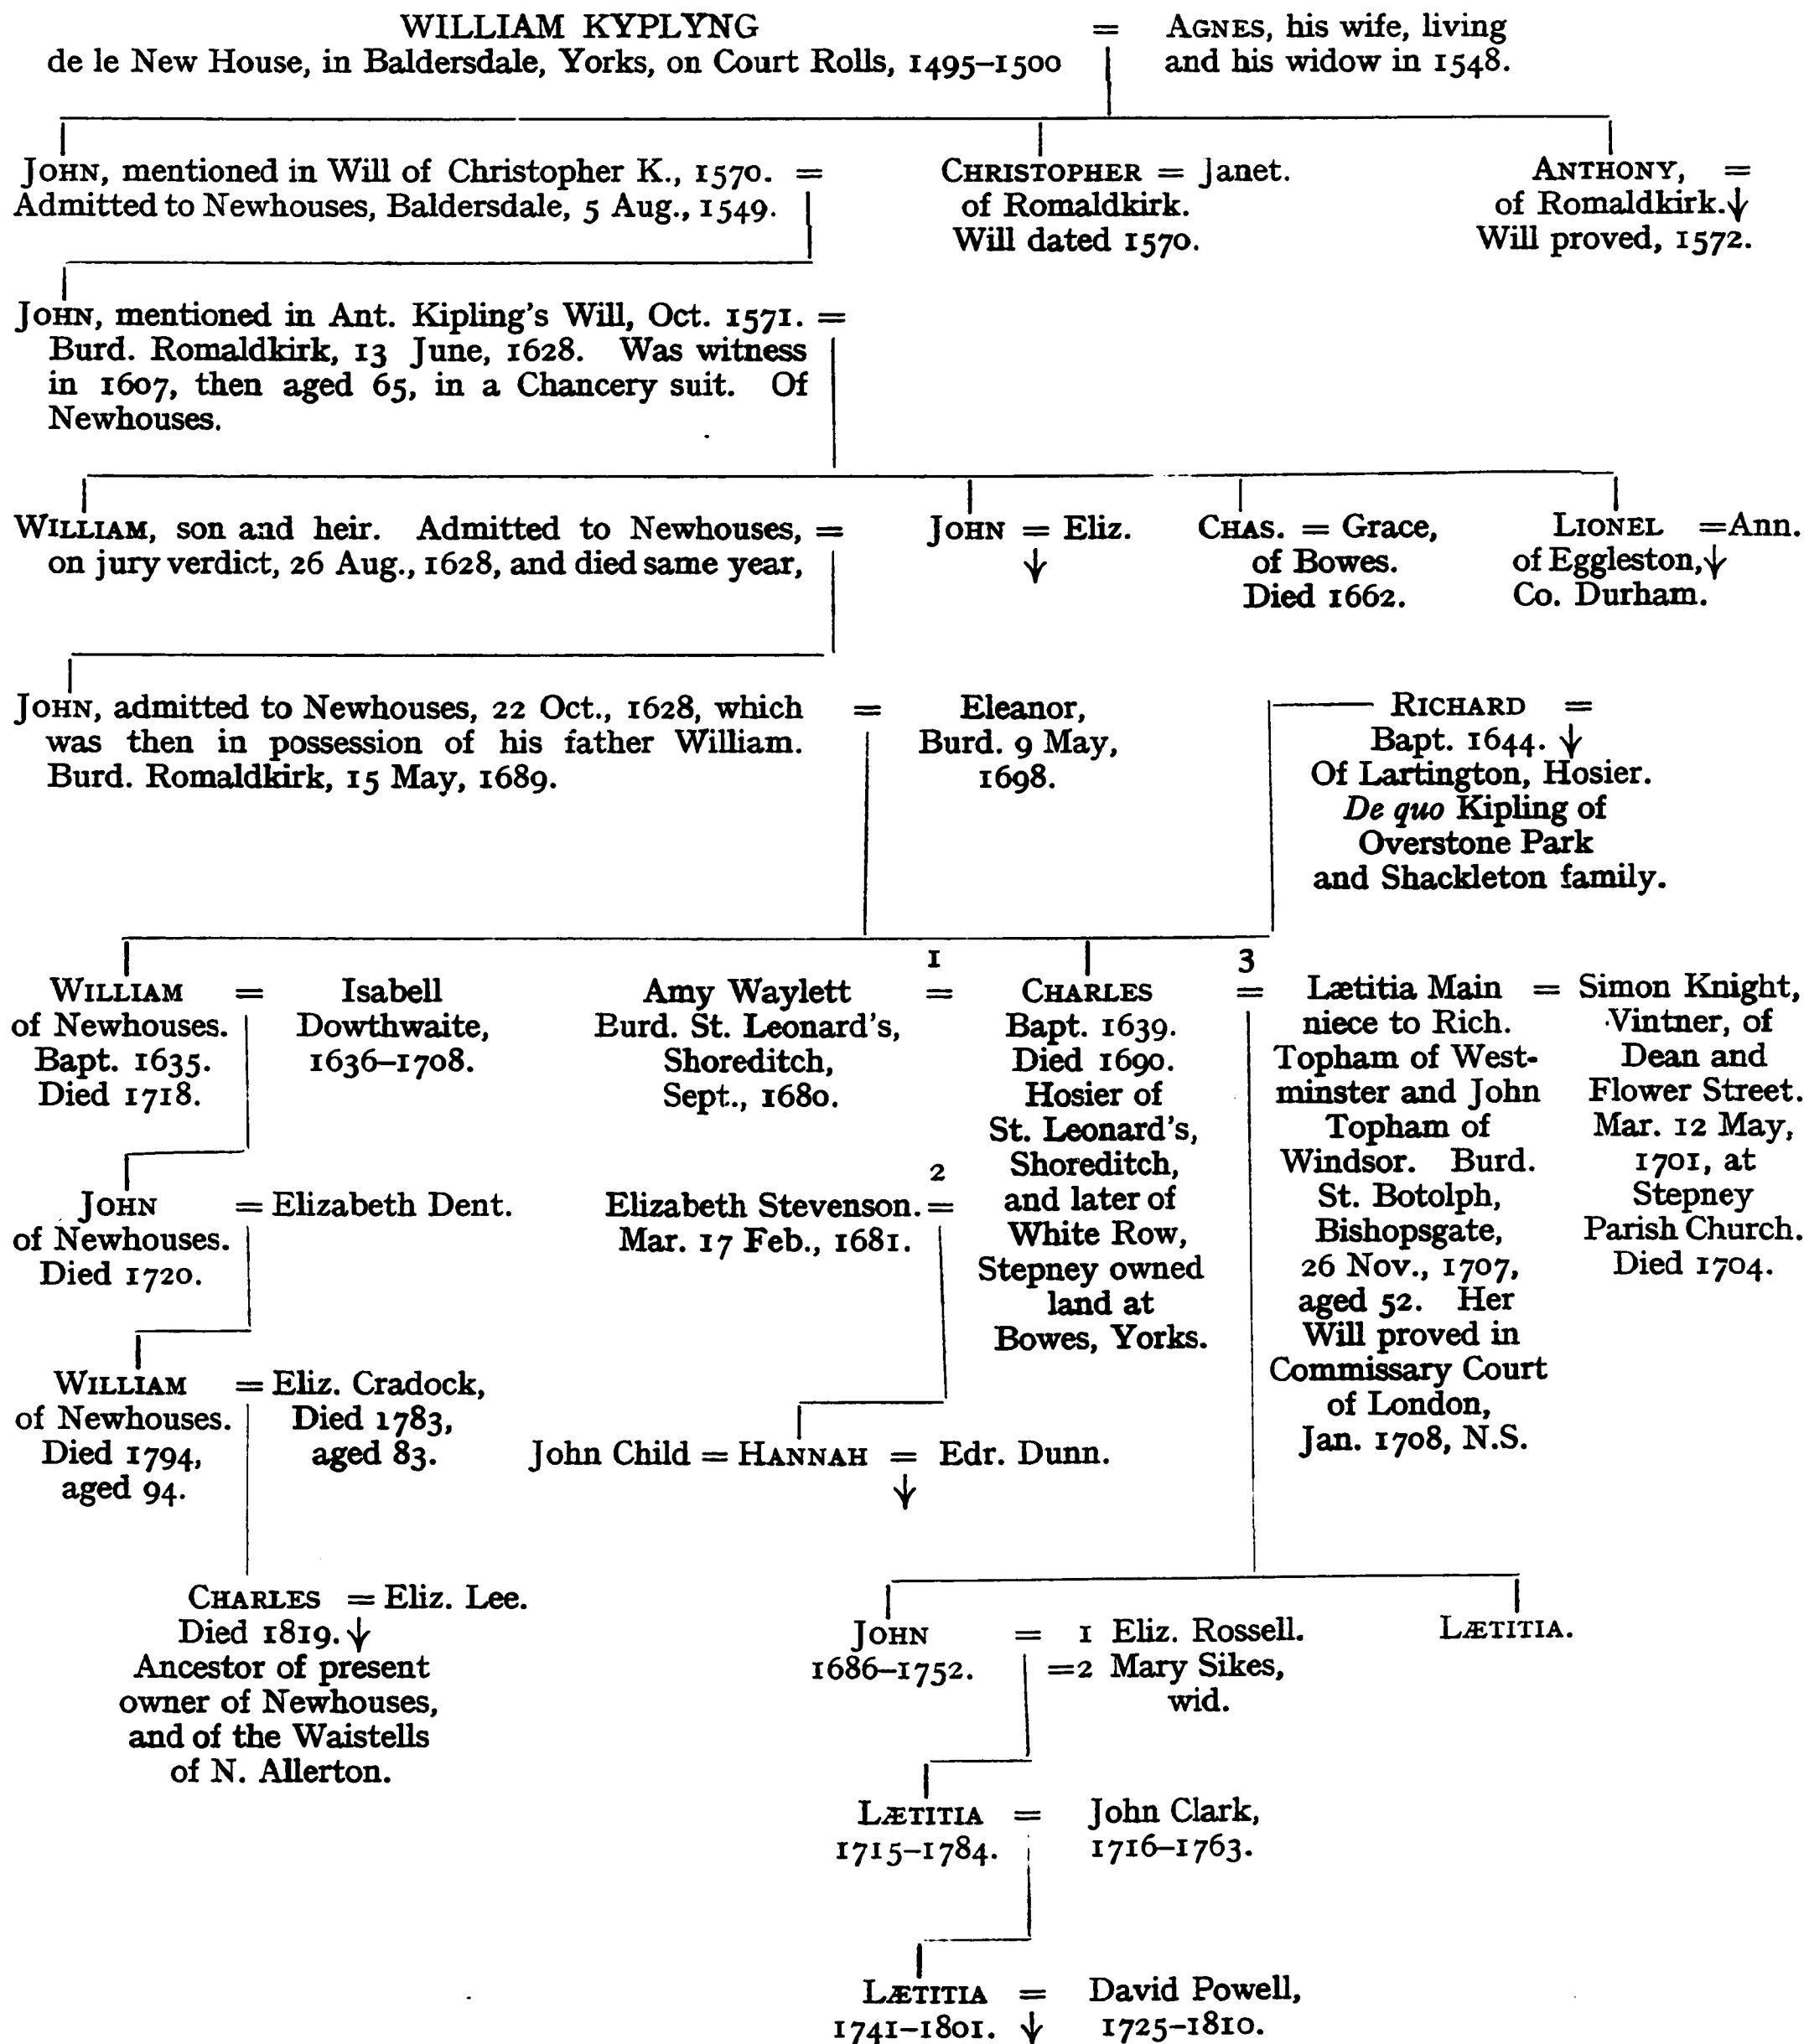 WILLIAM KYPLYNG
de le New House, in Baldersdale, Yorks, on Court Rolls, 1495–1500
=
AGNES, his wife, living
and his widow in 1548.
JOHN, mentioned in Will of Christopher K., 1570. =
Admitted to Newhouses, Baldersdale, 5 Aug., 1549.
CHRISTOPHER = Janet.
of Romaldkirk.
Will dated 1570.
ANTHONY, =
of Romaldkirk.
Will proved, 1572.
JOHN, mentioned in Ant. Kipling's Will, Oct. 1571. =
Burd. Romaldkirk, 13 June, 1628. Was witness
in 1607, then aged 65, in a Chancery suit. Of
Newhouses.
WILLIAM, son and heir. Admitted to Newhouses, =
on jury verdict, 26 Aug., 1628, and died same year,
JOHN = Eliz.
CHAS. = Grace,
of Bowes.
Died 1662.
LIONEL = Ann.
of Eggleston,
Co. Durham.
JOHN, admitted to Newhouses, 22 Oct., 1628, which =
was then in possession of his father William.
Burd. Romaldkirk, 15 May, 1689.
Eleanor,
Burd. 9 May,
1698.
RICHARD =
Bapt. 1644.
Of Lartington, Hosier.
De quo Kipling of
Overstone Park
and Shackleton family.
WILLIAM =
of Newhouses.
Bapt. 1635.
Died 1718.
Isabell
Dowthwaite,
1636–1708.
1
Amy Waylett =
Burd. St. Leonard's,
Shoreditch,
Sept., 1680.
2
Elizabeth Stevenson. =
Mar. 17 Feb., 1681.
CHARLES
Bapt. 1639.
Died 1690.
Hosier of
St. Leonard's,
Shoreditch,
and later of
White Row,
Stepney owned
land at
Bowes, Yorks.
3
=
Lætitia Main =
niece to Rich.
Topham of West-
minster and John
Topham of
Windsor. Burd.
St. Botolph,
Bishopsgate,
26 Nov., 1707,
aged 52. Her
Will proved in
Commissary Court
of London,
Jan. 1708, N.S.
Simon Knight,
Vintner, of
Dean and
Flower Street.
Mar. 12 May,
1701, at
Stepney
Parish Church.
Died 1704.
JOHN = Elizabeth Dent.
of Newhouses.
Died 1720.
WILLIAM = Eliz. Cradock,
of Newhouses.
Died 1794,
aged 94.
Died 1783,
aged 83.
John Child = HANNAH = Edr. Dunn.
CHARLES = Eliz. Lee.
Died 1819.
Ancestor of present
owner of Newhouses,
and of the Waistells
of N. Allerton.
JOHN = 1 Eliz. Rossell.
1686–1752. =2 Mary Sikes,
wid.
LÆTITIA.
LÆTITIA = John Clark,
1715–1784. 1716–1763.
LÆTITIA = David Powell,
1741–1801. 1725–1810.